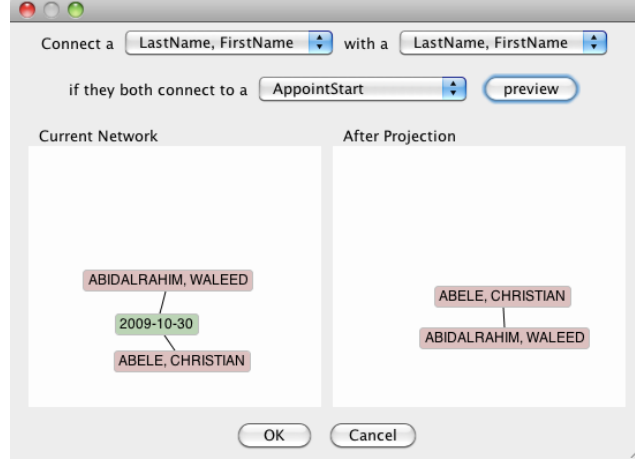 Connect a LastName, FirstName with a LastName, FirstName
if they both connect to a AppointStart preview
Current Network
After Projection
ABIDALRAHIM, WALEED
2009-10-30
ABELE, CHRISTIAN
ABELE, CHRISTIAN
ABIDALRAHIM, WALEED
OK Cancel